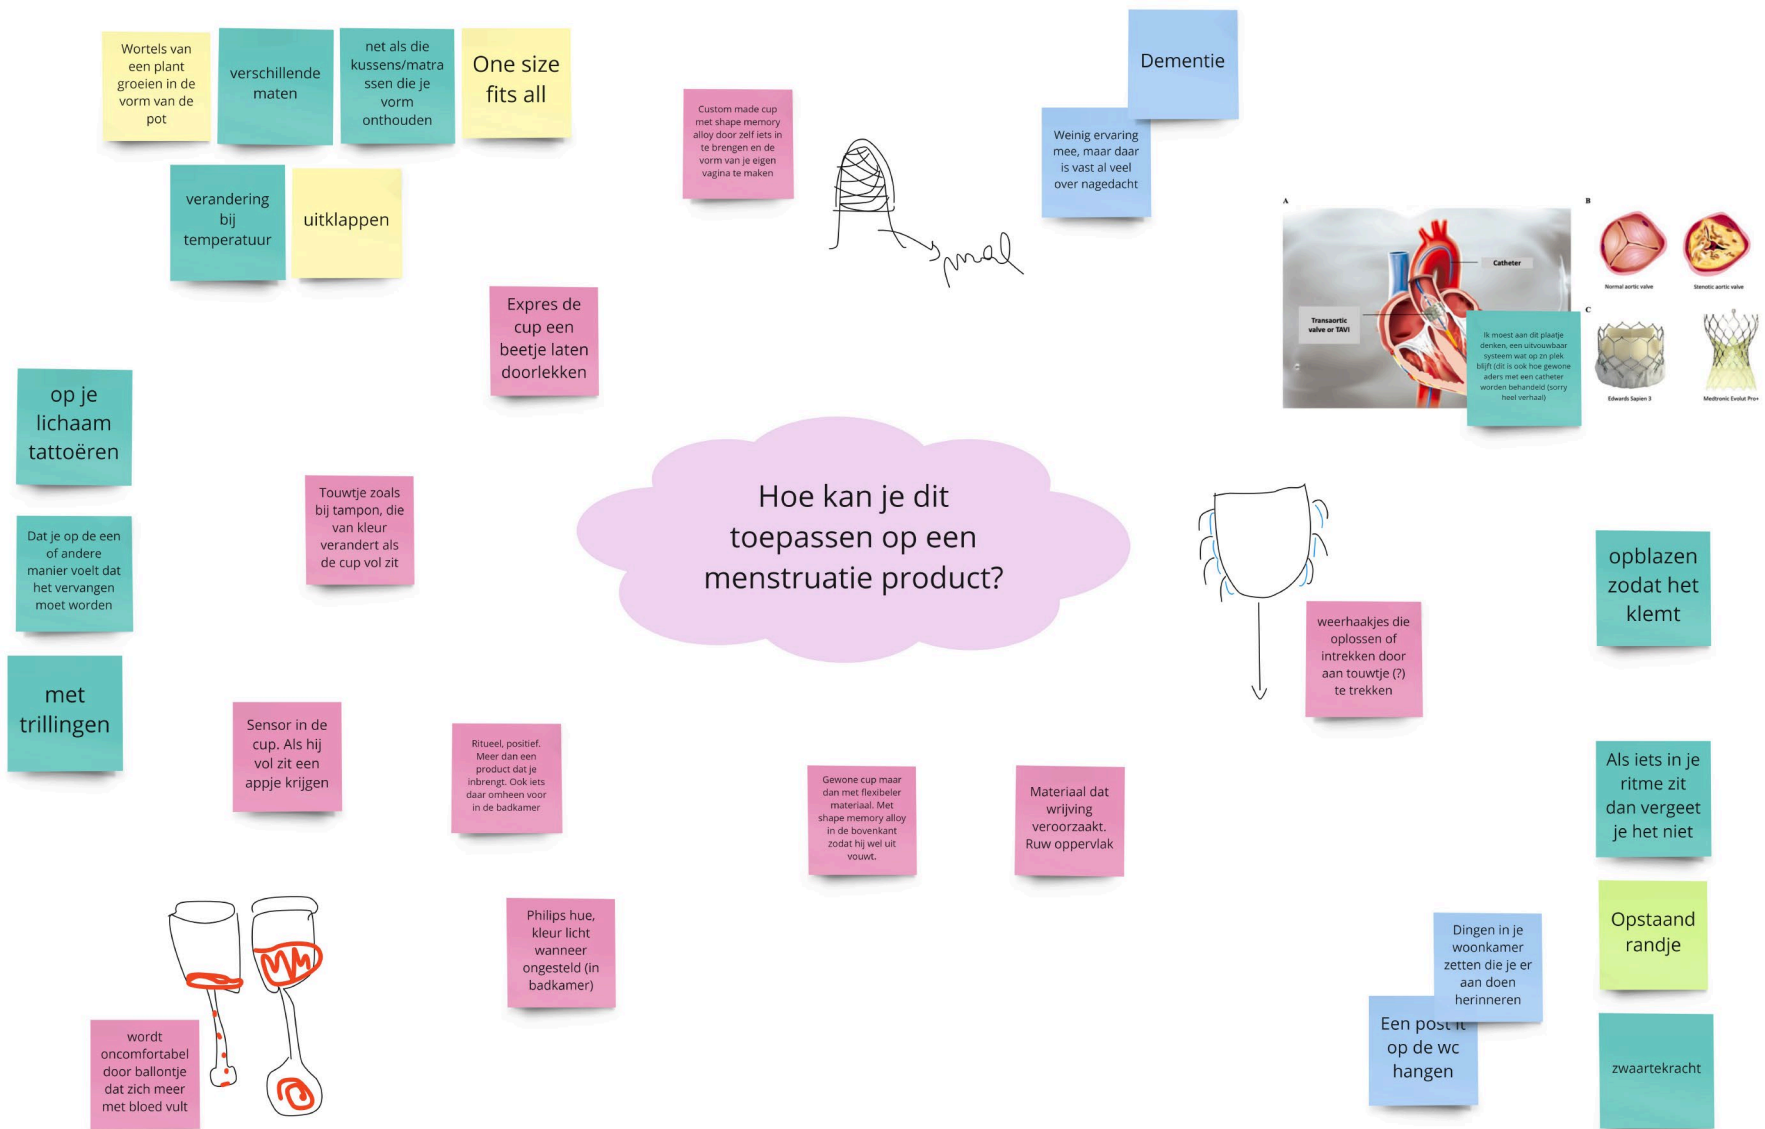 Wortels van
een plant
groeien in de
vorm van de
pot
verschillende
maten
net als die
kussens/matra
ssen die je
vorm
onthouden
One size
fits all
verandering
bij
temperatuur
uitklappen
Custom made cup
met shape memory
alloy door zelf iets in
te brengen en de
vorm van je eigen
vagina te maken
mal
Dementie
Weinig ervaring
mee, maar daar
is vast al veel
over nagedacht
A
Catheter
Transaortic
valve or TAVI
B
Normal aortic valve
Stenotic aortic valve
C
Edwards Sapien 3
Medtronic Evolut Pro+
Ik moest aan dit plaatje
denken, een uitvouwbaar
systeem wat op zn plek
blijft (dit is ook hoe gewone
aders met een catheter
worden behandeld (sorry
heel verhaal)
Expres de
cup een
beetje laten
doorlekken
op je
lichaam
tattoëren
Touwtje zoals
bij tampon, die
van kleur
verandert als
de cup vol zit
Hoe kan je dit
toepassen op een
menstruatie product?
Dat je op de een
of andere
manier voelt dat
het vervangen
moet worden
opblazen
zodat het
klemt
weerhaakjes die
oplossen of
intrekken door
aan touwtje (?)
te trekken
met
trillingen
Sensor in de
cup. Als hij
vol zit een
appje krijgen
Ritueel, positief.
Meer dan een
product dat je
inbrengt. Ook iets
daar omheen voor
in de badkamer
Gewone cup maar
dan met flexibeler
materiaal. Met
shape memory alloy
in de bovenkant
zodat hij wel uit
vouwt.
Materiaal dat
wrijving
veroorzaakt.
Ruw oppervlak
Als iets in je
ritme zit
dan vergeet
je het niet
Philips hue,
kleur licht
wanneer
ongesteld (in
badkamer)
Dingen in je
woonkamer
zetten die je er
aan doen
herinneren
Opstaand
randje
Een post it
op de wc
hangen
zwaartekracht
wordt
oncomfortabel
door ballontje
dat zich meer
met bloed vult